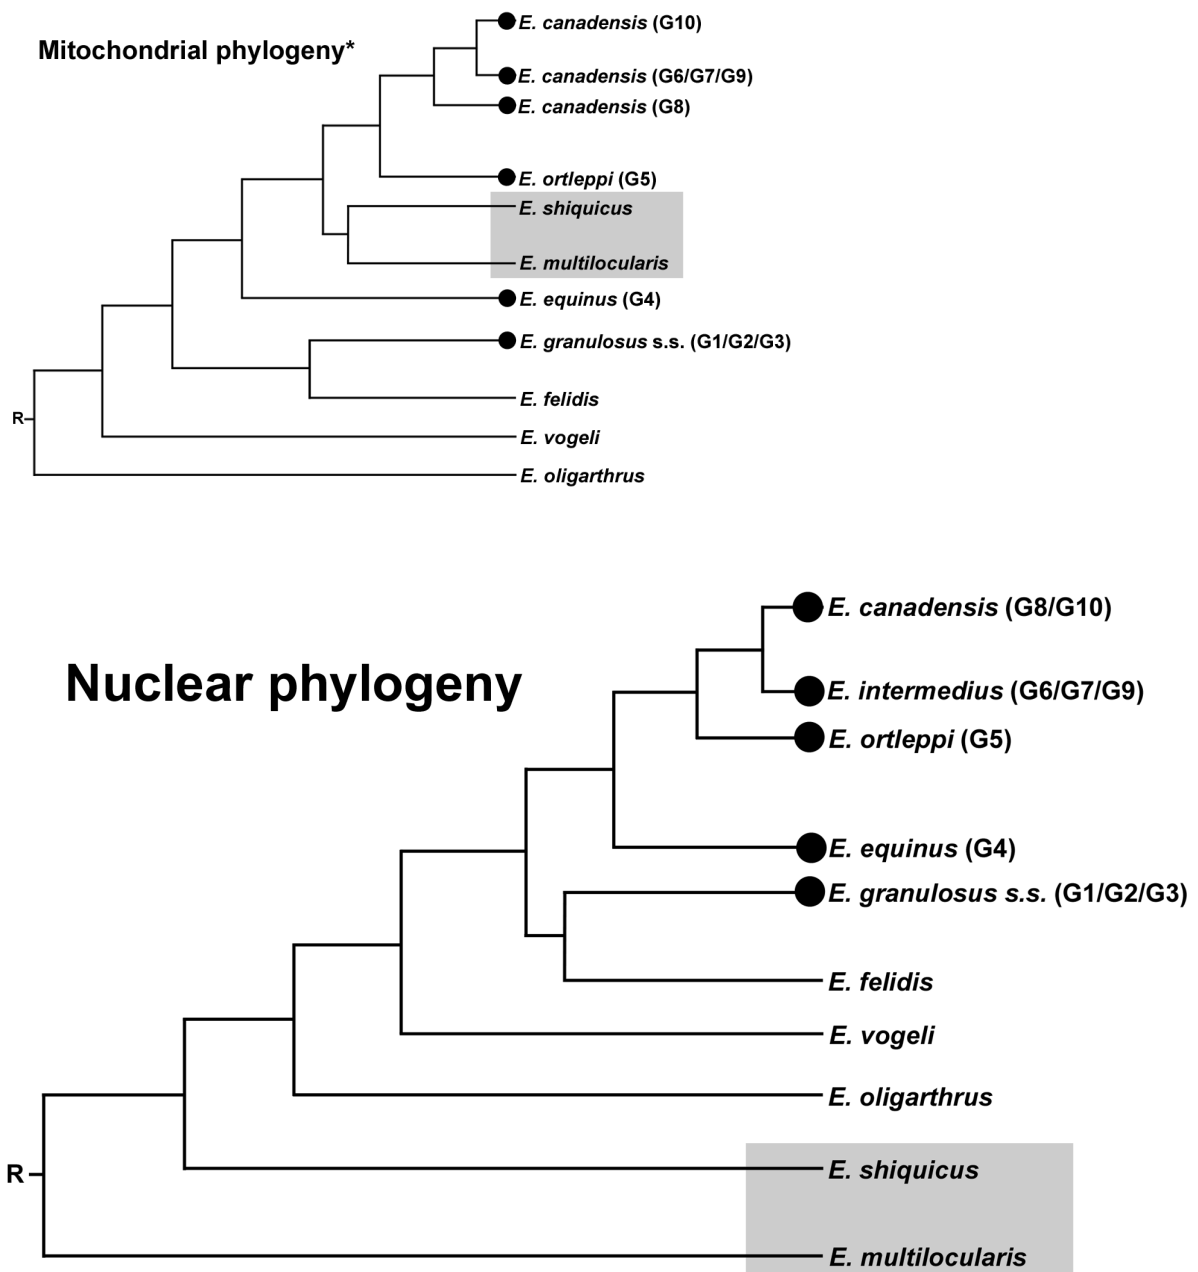 E. canadensis (G10)
Mitochondrial phylogeny*
E. canadensis (G6/G7/G9)
E. canadensis (G8)
E. ortleppi (G5)
E. shiquicus
E. multilocularis
E. equinus (G4)
E. granulosus s.s. (G1/G2/G3)
E. felidis
R
E. vogeli
E. oligarthrus
E. canadensis (G8/G10)
Nuclear phylogeny
E. intermedius (G6/G7/G9)
E. ortleppi (G5)
E. equinus (G4)
E. granulosus s.s. (G1/G2/G3)
E. felidis
E. vogeli
E. oligarthrus
R
E. shiquicus
E. multilocularis